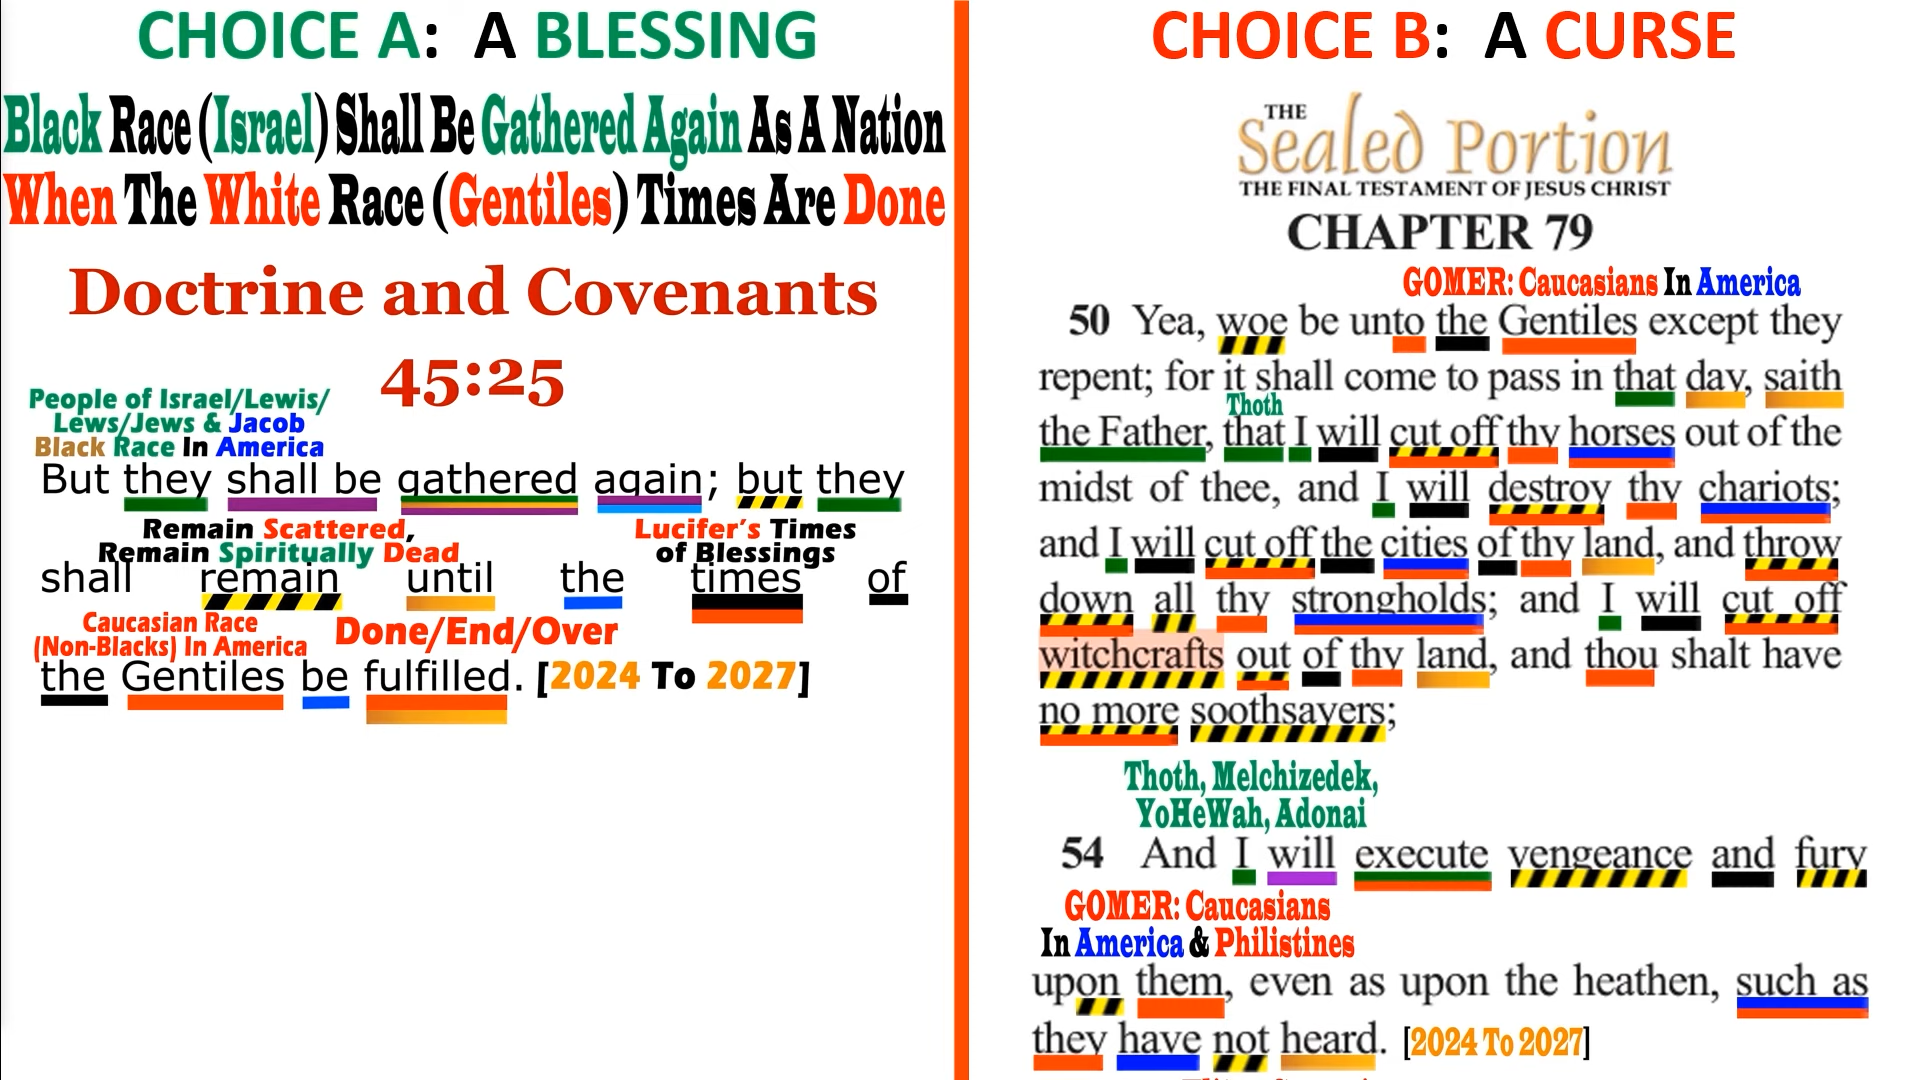 CHOICE A: A BLESSING
Black Race (Israel) Shall Be Gathered Again As A Nation
When The White Race (Gentiles) Times Are Done
Doctrine and Covenants
45:25
People of Israel/Lewis/
Lews/Jews & Jacob
Black Race In America
But they shall be gathered again; but they
Remain Scattered,
Remain Spiritually Dead
Lucifer's Times
of Blessings
shall remain until the times of
Caucasian Race
(Non-Blacks) In America
Done/End/Over
the Gentiles be fulfilled. [2024 To 2027]
CHOICE B: A CURSE
THE
Sealed Portion
THE FINAL TESTAMENT OF JESUS CHRIST
CHAPTER 79
GOMER: Caucasians In America
50 Yea, woe be unto the Gentiles except they
repent; for it shall come to pass in that day, saith
Thoth
the Father, that I will cut off thy horses out of the
midst of thee, and I will destroy thy chariots;
and I will cut off the cities of thy land, and throw
down all thy strongholds; and I will cut off
witchcrafts out of thy land, and thou shalt have
no more soothsayers;
Thoth, Melchizedek,
YoHeWah, Adonai
54 And I will execute vengeance and fury
GOMER: Caucasians
In America & Philistines
upon them, even as upon the heathen, such as
they have not heard. [2024 To 2027]